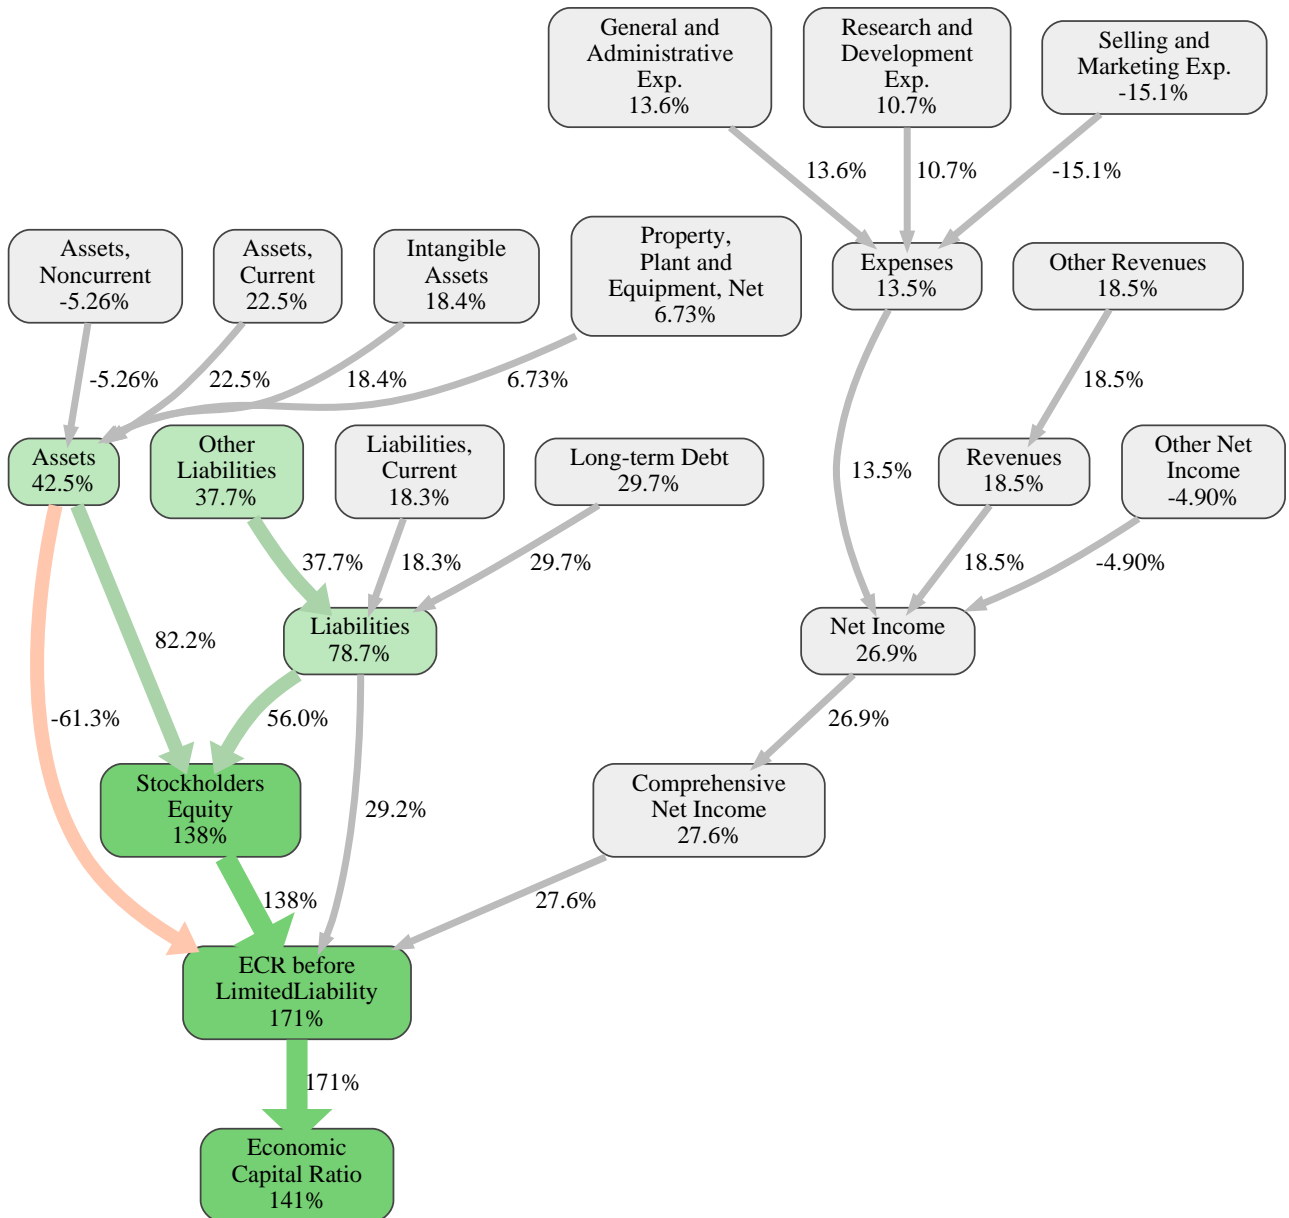 General and
Administrative
Exp.
13.6%
Research and
Development
Exp.
10.7%
Selling and
Marketing Exp.
-15.1%
13.6%
10.7%
-15.1%
Assets,
Noncurrent
-5.26%
Assets,
Current
22.5%
Intangible
Assets
18.4%
Property,
Plant and
Equipment, Net
6.73%
Expenses
13.5%
Other Revenues
18.5%
-5.26%
22.5%
18.4%
6.73%
18.5%
Assets
42.5%
Other
Liabilities
37.7%
Liabilities,
Current
18.3%
Long-term Debt
29.7%
13.5%
Revenues
18.5%
Other Net
Income
-4.90%
37.7%
18.3%
29.7%
18.5%
-4.90%
82.2%
Liabilities
78.7%
Net Income
26.9%
-61.3%
56.0%
26.9%
Stockholders
Equity
138%
29.2%
Comprehensive
Net Income
27.6%
138%
27.6%
ECR before
LimitedLiability
171%
171%
Economic
Capital Ratio
141%